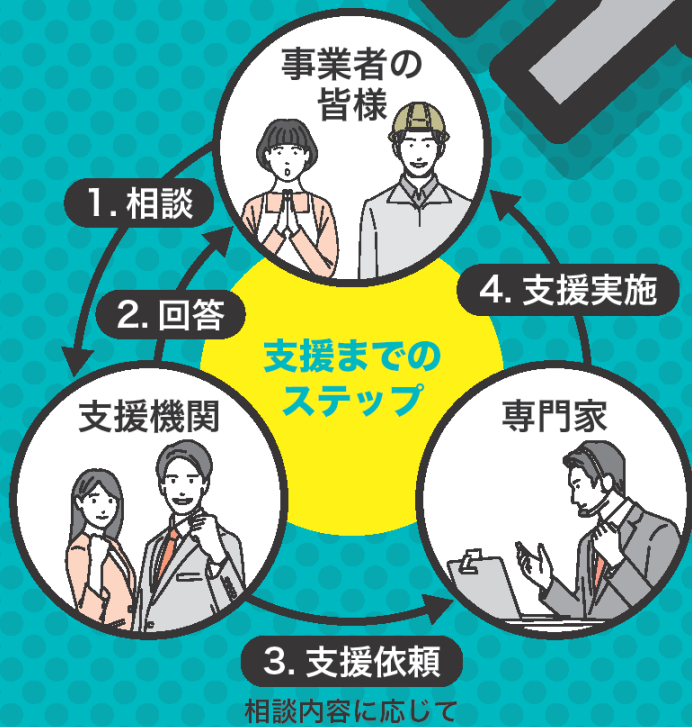 事業者の
皆様
1. 相談
2. 回答
4. 支援実施
支援までの
ステップ
支援機関
専門家
3. 支援依頼
相談内容に応じて